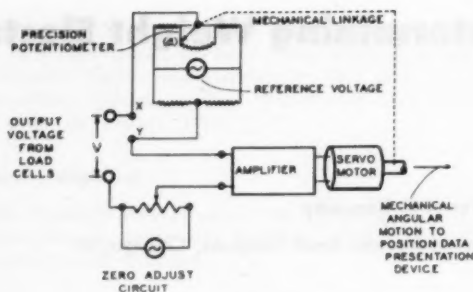 MECHANICAL LINKAGE
PRECISION
POTENTIOMETER
(d)
REFERENCE VOLTAGE
X
OUTPUT
VOLTAGE
FROM
LOAD
CELLS
V
Y
AMPLIFIER
SERVO
MOTOR
MECHANICAL
ANGULAR
MOTION TO
POSITION DATA
PRESENTATION
DEVICE
ZERO ADJUST
CIRCUIT